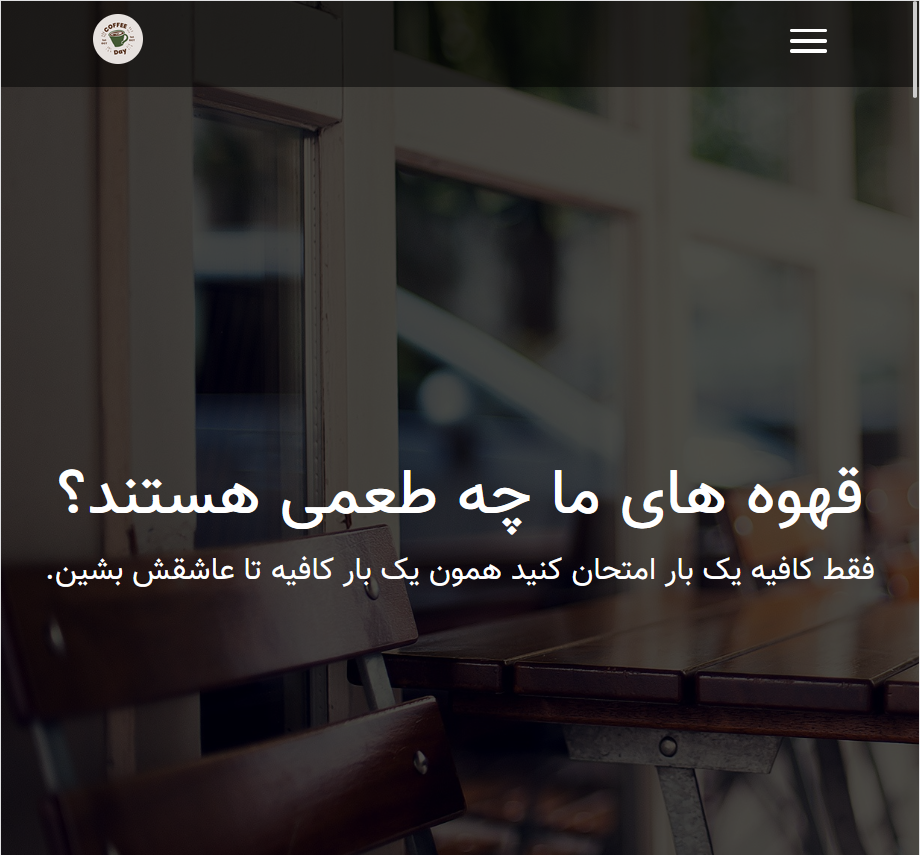 COFFEE
Day
قهوه های ما چه طعمی هستند؟
فقط کافیه یک بار امتحان کنید همون یک بار کافیه تا عاشقش بشین.